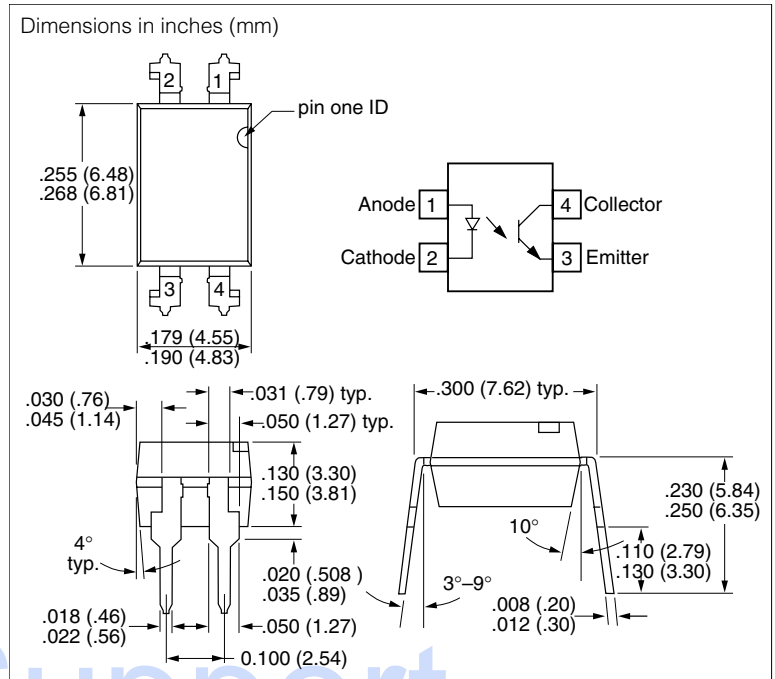 Dimensions in inches (mm)
2 1
pin one ID
.255 (6.48)
.268 (6.81)
Anode 1 4 Collector
Cathode 2 3 Emitter
3 4
.179 (4.55)
.190 (4.83)
.030 (.76)
.045 (1.14)
.031 (.79) typ.
.050 (1.27) typ.
.300 (7.62) typ.
.130 (3.30)
.150 (3.81)
.230 (5.84)
.250 (6.35)
4°
typ.
10°
.110 (2.79)
.130 (3.30)
.020 (.508 )
.035 (.89)
3°–9°
.018 (.46)
.022 (.56)
.050 (1.27)
.008 (.20)
.012 (.30)
0.100 (2.54)